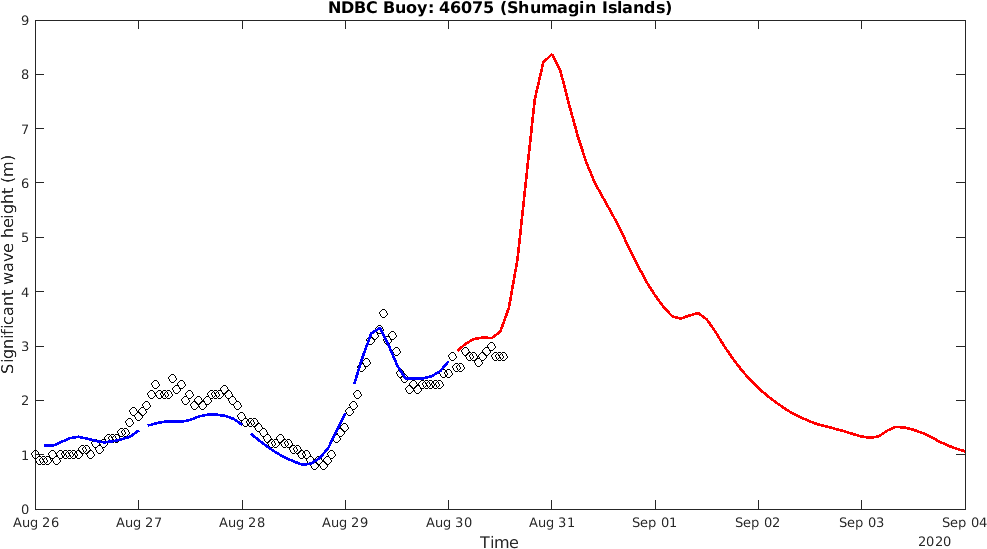 NDBC Buoy: 46075 (Shumagin Islands)
Significant wave height (m)
9
8
7
6
5
4
3
2
1
0
Aug 26 Aug 27 Aug 28 Aug 29 Aug 30 Aug 31 Sep 01 Sep 02 Sep 03 Sep 04
Time
2020